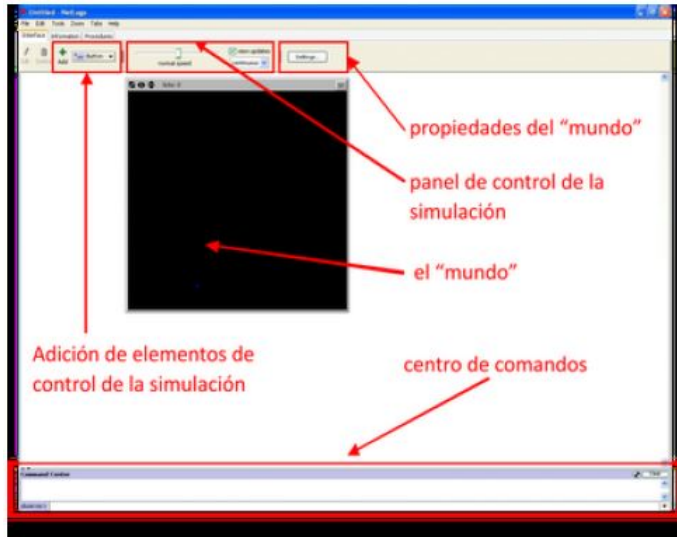 Untitled - NetLogo
File Edit Tools Zoom Tabs Help
Interface Information Procedures
Add Button normal speed view updates continuous Settings...
propiedades del “mundo”
panel de control de la
simulación
el “mundo”
Adición de elementos de
control de la simulación
centro de comandos
Command Center